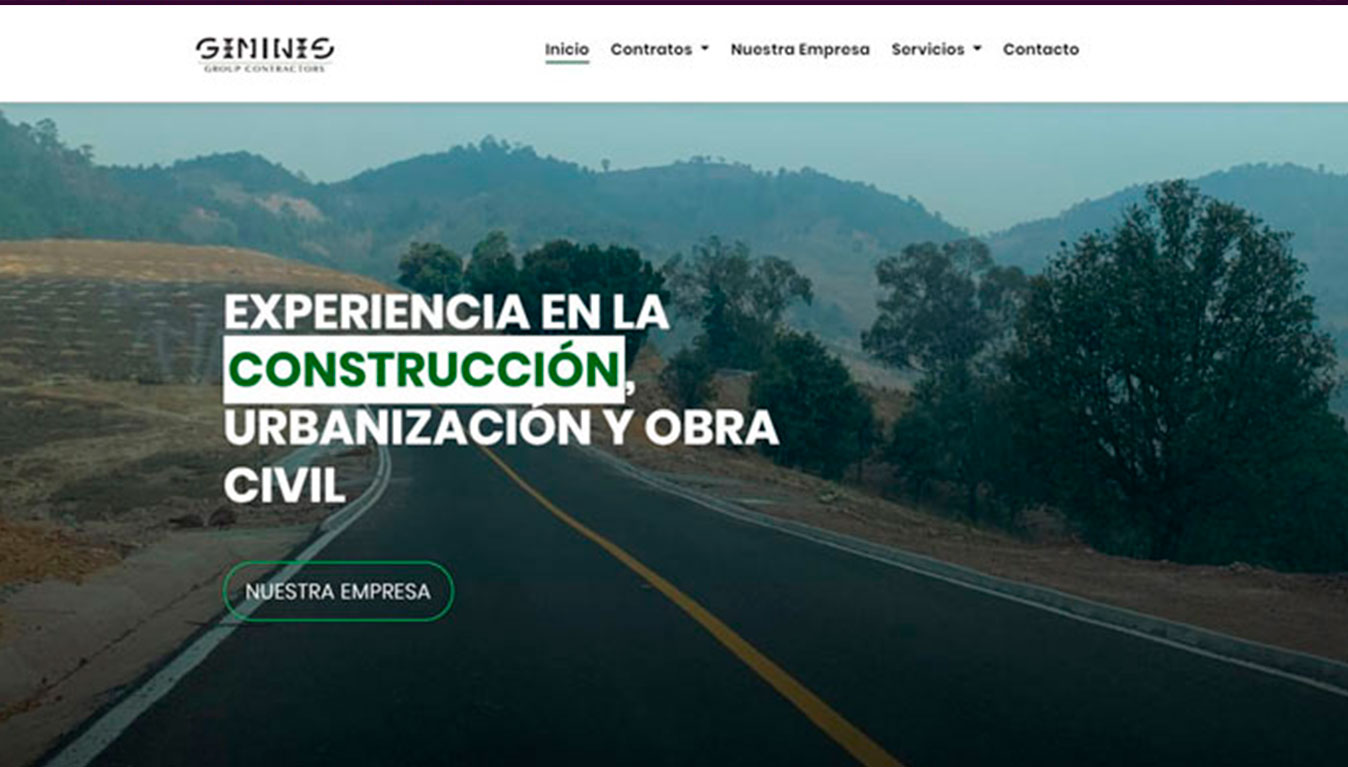 GEMINIS
GROUP CONTRACTORS
Inicio Contratos Nuestra Empresa Servicios Contacto
EXPERIENCIA EN LA
CONSTRUCCIÓN,
URBANIZACIÓN Y OBRA
CIVIL
NUESTRA EMPRESA